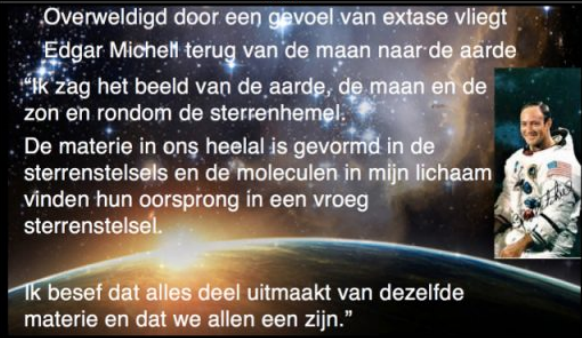 Overweldigd door een gevoel van extase vliegt
Edgar Michell terug van de maan naar de aarde
“Ik zag het beeld van de aarde, de maan en de
zon en rondom de sterrenhemel.
De materie in ons heelal is gevormd in de
sterrenstelsels en de moleculen in mijn lichaam
vinden hun oorsprong in een vroeg
sterrenstelsel.
Ik besef dat alles deel uitmaakt van dezelfde
materie en dat we allen een zijn.”